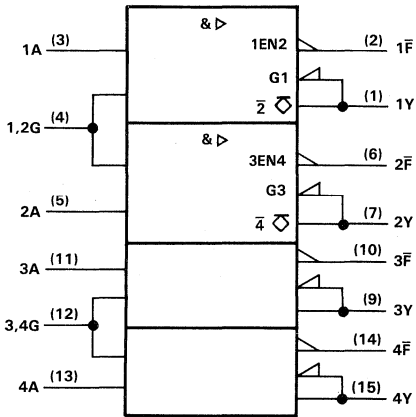 & ▷
1A (3) 1EN2 (2) 1F̅
G1
1,2G (4) 2̅ (1) 1Y
& ▷
3EN4 (6) 2F̅
2A (5) G3
4̅ (7) 2Y
3A (11) (10) 3F̅
3,4G (12) (9) 3Y
(14) 4F̅
4A (13) (15) 4Y